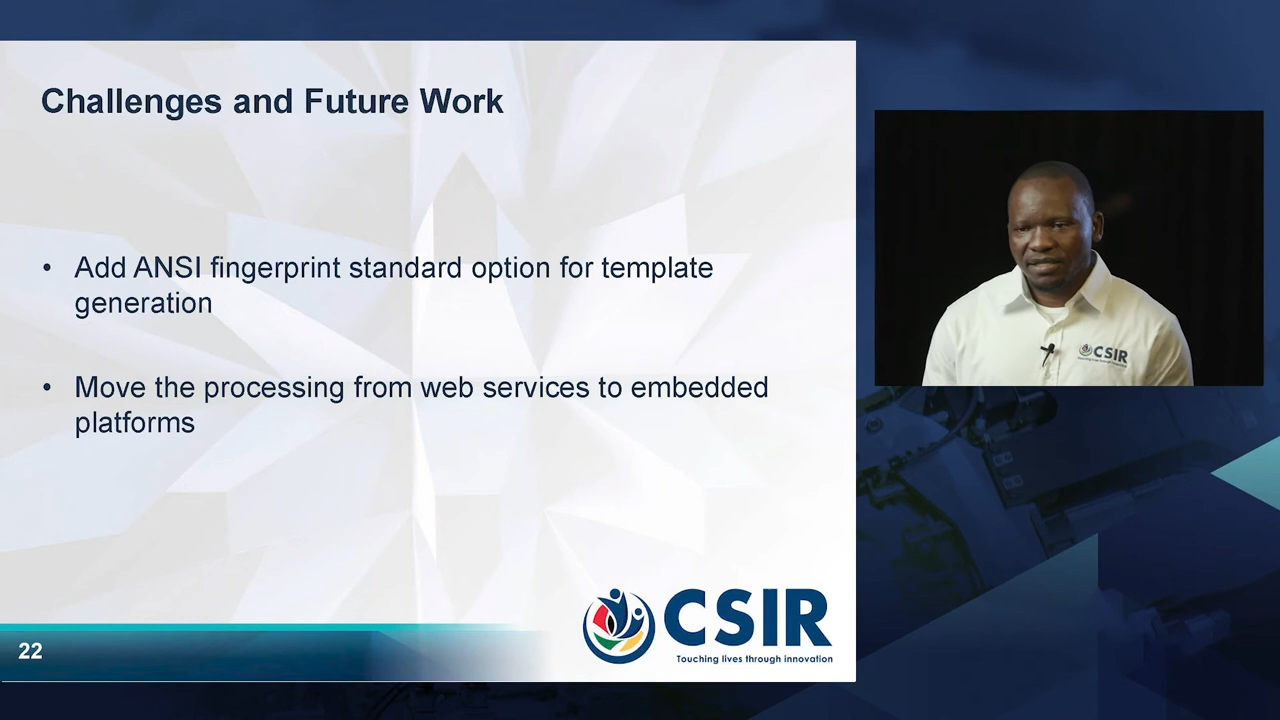 Challenges and Future Work
• Add ANSI fingerprint standard option for template
generation
• Move the processing from web services to embedded
platforms
22
CSIR
Touching lives through innovation
CSIR